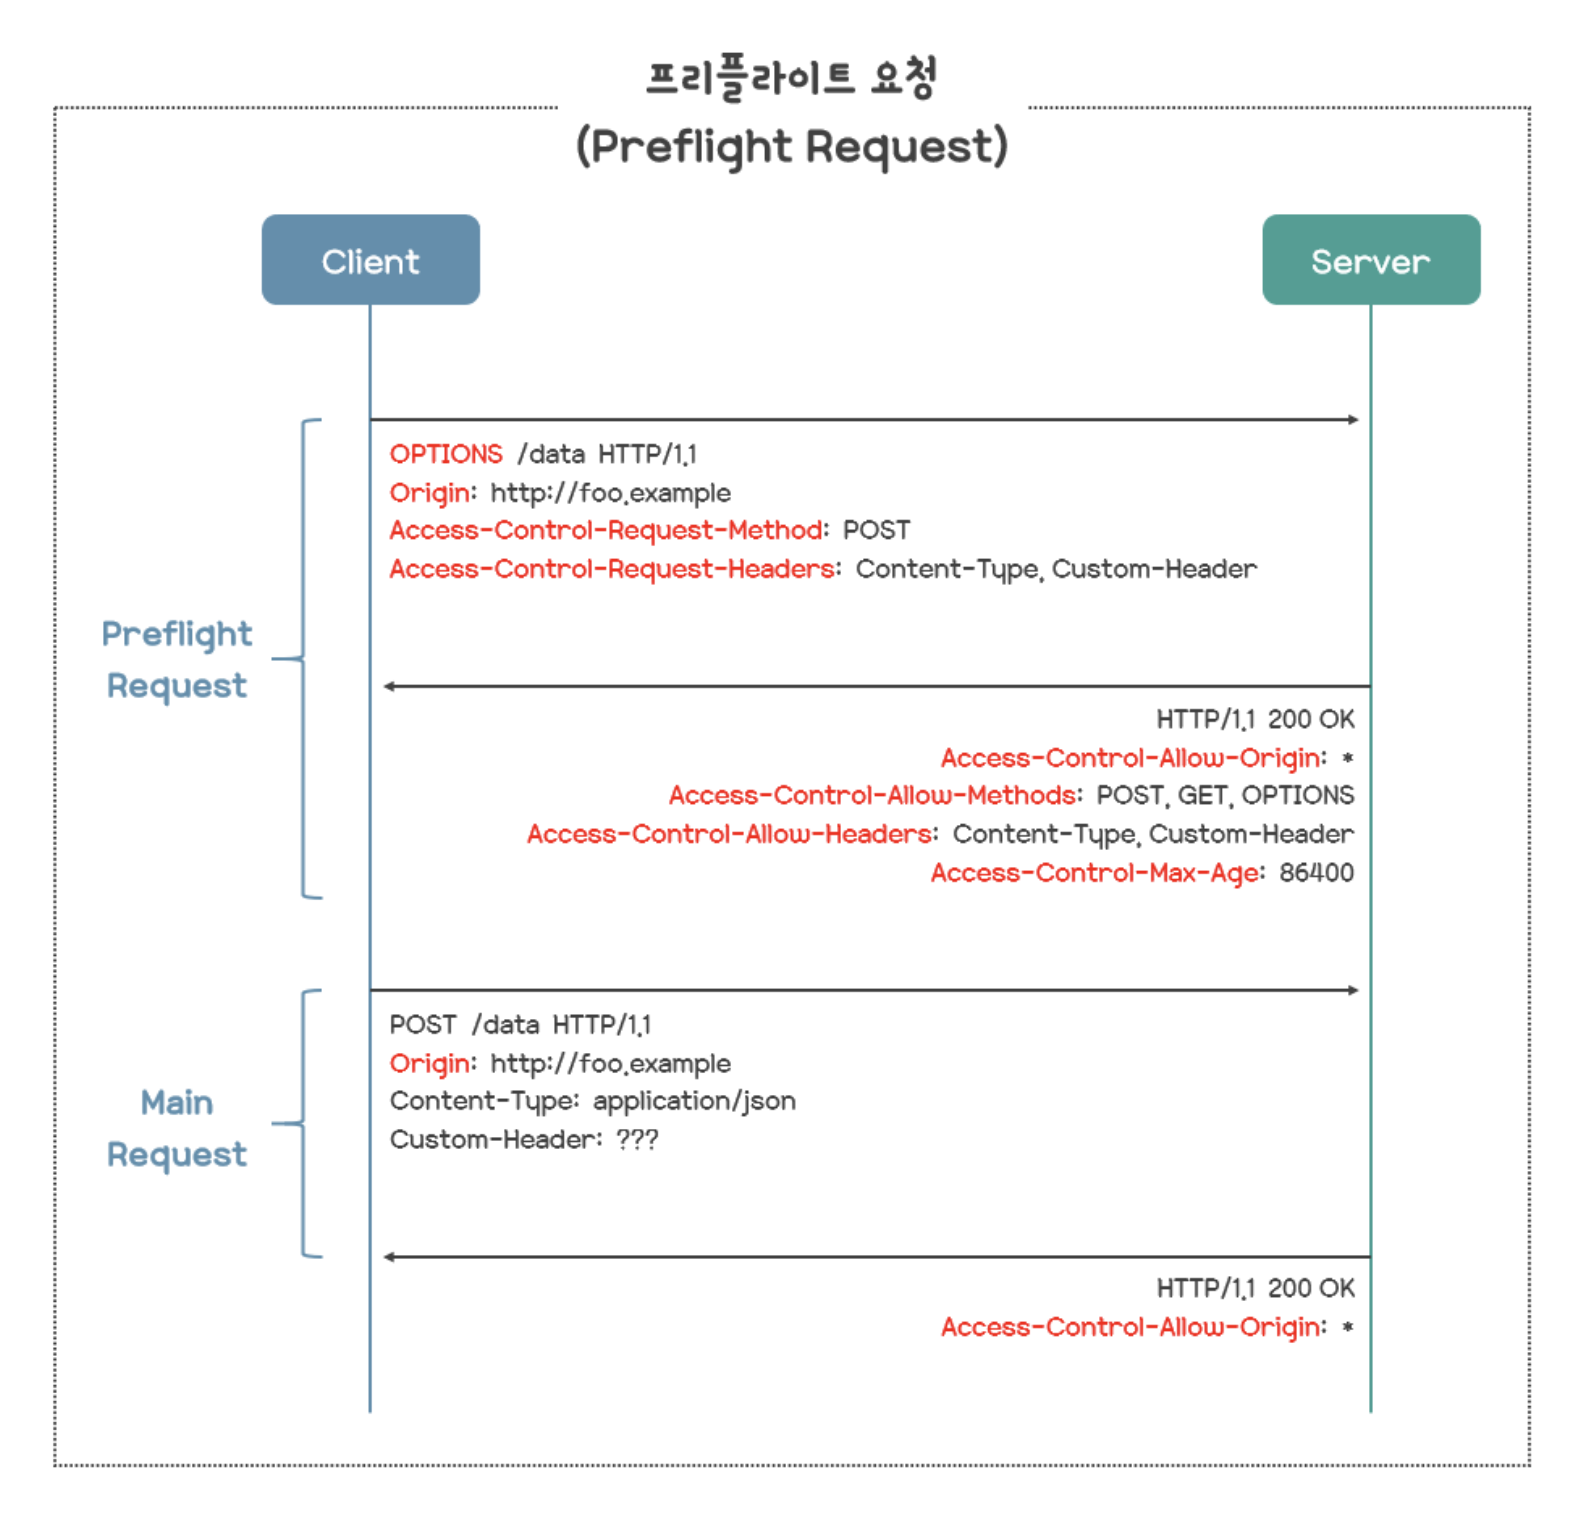 프리플라이트 요청
(Preflight Request)
Client
Server
OPTIONS /data HTTP/1.1
Origin: http://foo.example
Access-Control-Request-Method: POST
Access-Control-Request-Headers: Content-Type, Custom-Header
Preflight
Request
HTTP/1.1 200 OK
Access-Control-Allow-Origin: *
Access-Control-Allow-Methods: POST, GET, OPTIONS
Access-Control-Allow-Headers: Content-Type, Custom-Header
Access-Control-Max-Age: 86400
POST /data HTTP/1.1
Origin: http://foo.example
Content-Type: application/json
Custom-Header: ???
Main
Request
HTTP/1.1 200 OK
Access-Control-Allow-Origin: *